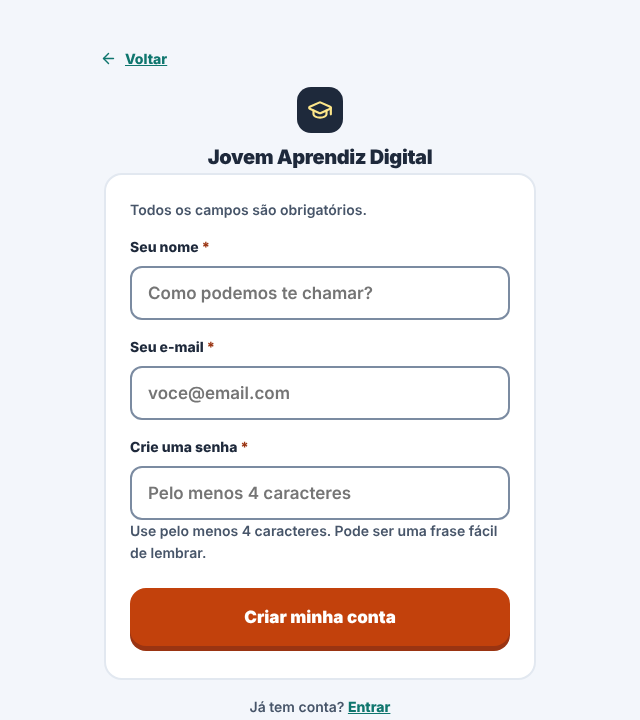 Voltar
Jovem Aprendiz Digital
Todos os campos são obrigatórios.
Seu nome *
Como podemos te chamar?
Seu e-mail *
voce@email.com
Crie uma senha *
Pelo menos 4 caracteres
Use pelo menos 4 caracteres. Pode ser uma frase fácil
de lembrar.
Criar minha conta
Já tem conta? Entrar